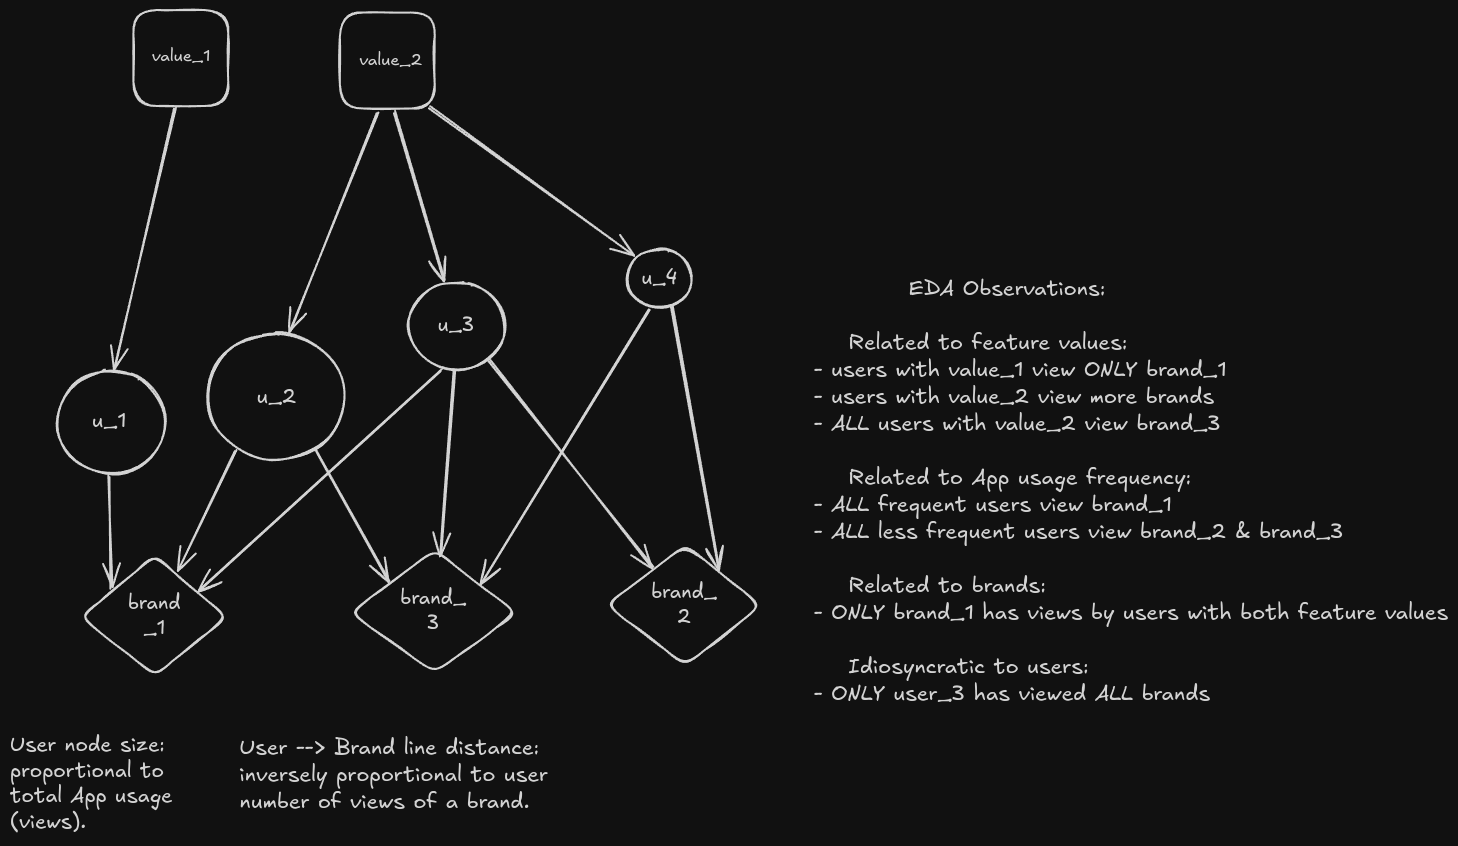 value_1
value_2
u_4
u_3
u_2
u_1
brand
_1
brand_
3
brand_
2
EDA Observations:
Related to feature values:
- users with value_1 view ONLY brand_1
- users with value_2 view more brands
- ALL users with value_2 view brand_3
Related to App usage frequency:
- ALL frequent users view brand_1
- ALL less frequent users view brand_2 & brand_3
Related to brands:
- ONLY brand_1 has views by users with both feature values
Idiosyncratic to users:
- ONLY user_3 has viewed ALL brands
User node size:
proportional to
total App usage
(views).
User --> Brand line distance:
inversely proportional to user
number of views of a brand.